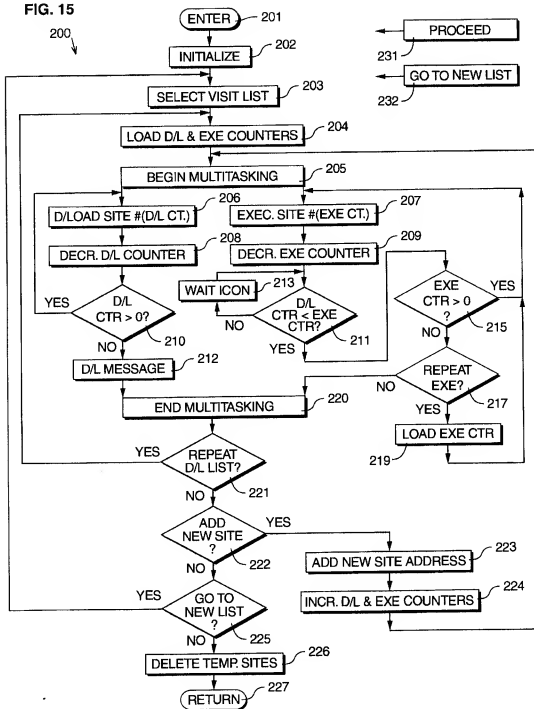 FIG. 15
200
ENTER
201
INITIALIZE
202
SELECT VISIT LIST
203
LOAD D/L & EXE COUNTERS
204
BEGIN MULTITASKING
205
PROCEED
231
GO TO NEW LIST
232
D/LOAD SITE #(D/L CT.)
206
EXEC. SITE #(EXE CT.)
207
DECR. D/L COUNTER
208
DECR. EXE COUNTER
209
WAIT ICON
213
YES
D/L
CTR > 0?
210
NO
NO
D/L
CTR < EXE
CTR?
211
YES
EXE
CTR > 0
?
215
YES
NO
D/L MESSAGE
212
NO
REPEAT
EXE?
217
YES
LOAD EXE CTR
219
END MULTITASKING
220
YES
REPEAT
D/L LIST?
221
NO
ADD
NEW SITE
?
222
YES
NO
ADD NEW SITE ADDRESS
223
INCR. D/L & EXE COUNTERS
224
YES
GO TO
NEW LIST
?
225
NO
DELETE TEMP. SITES
226
RETURN
227